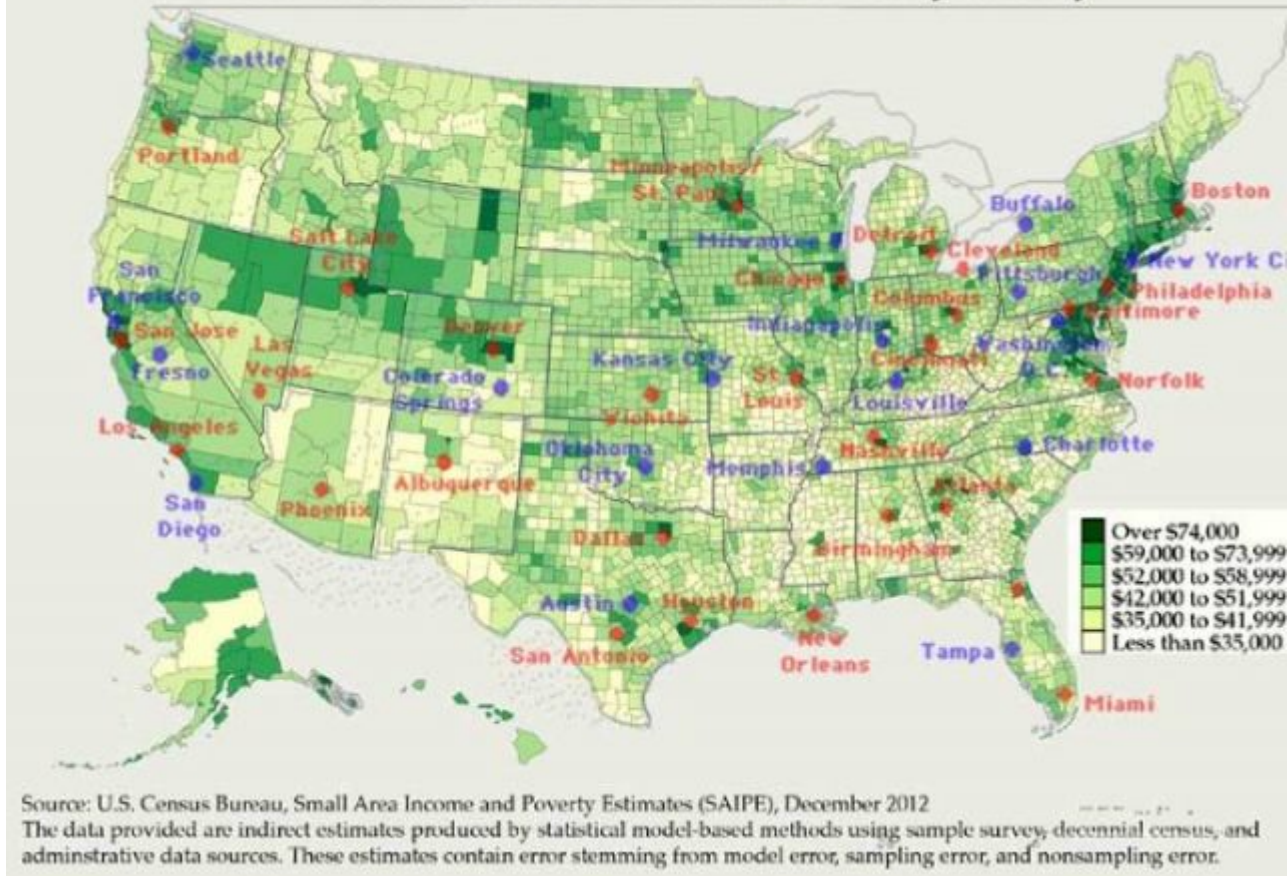 Seattle
Portland
Minneapolis/
St. Paul
Boston
Buffalo
Milwaukee
Detroit
Cleveland
Salt Lake
City
San
Francisco
Chicago
Pittsburgh
New York C
Philadelphia
Columbus
Baltimore
San Jose
Denver
Indianapolis
Las
Vegas
Kansas City
Cincinnati
Washington
D.C.
Fresno
Colorado
Springs
St.
Louis
Norfolk
Wichita
Louisville
Los Angeles
Nashville
Charlotte
Oklahoma
City
Memphis
Albuquerque
Phoenix
Atlanta
San
Diego
Dallas
Birmingham
Over $74,000
$59,000 to $73,999
$52,000 to $58,999
$42,000 to $51,999
$35,000 to $41,999
Less than $35,000
Austin
Houston
New
Orleans
San Antonio
Tampa
Miami
Source: U.S. Census Bureau, Small Area Income and Poverty Estimates (SAIPE), December 2012
The data provided are indirect estimates produced by statistical model-based methods using sample survey, decennial census, and
adminstrative data sources. These estimates contain error stemming from model error, sampling error, and nonsampling error.